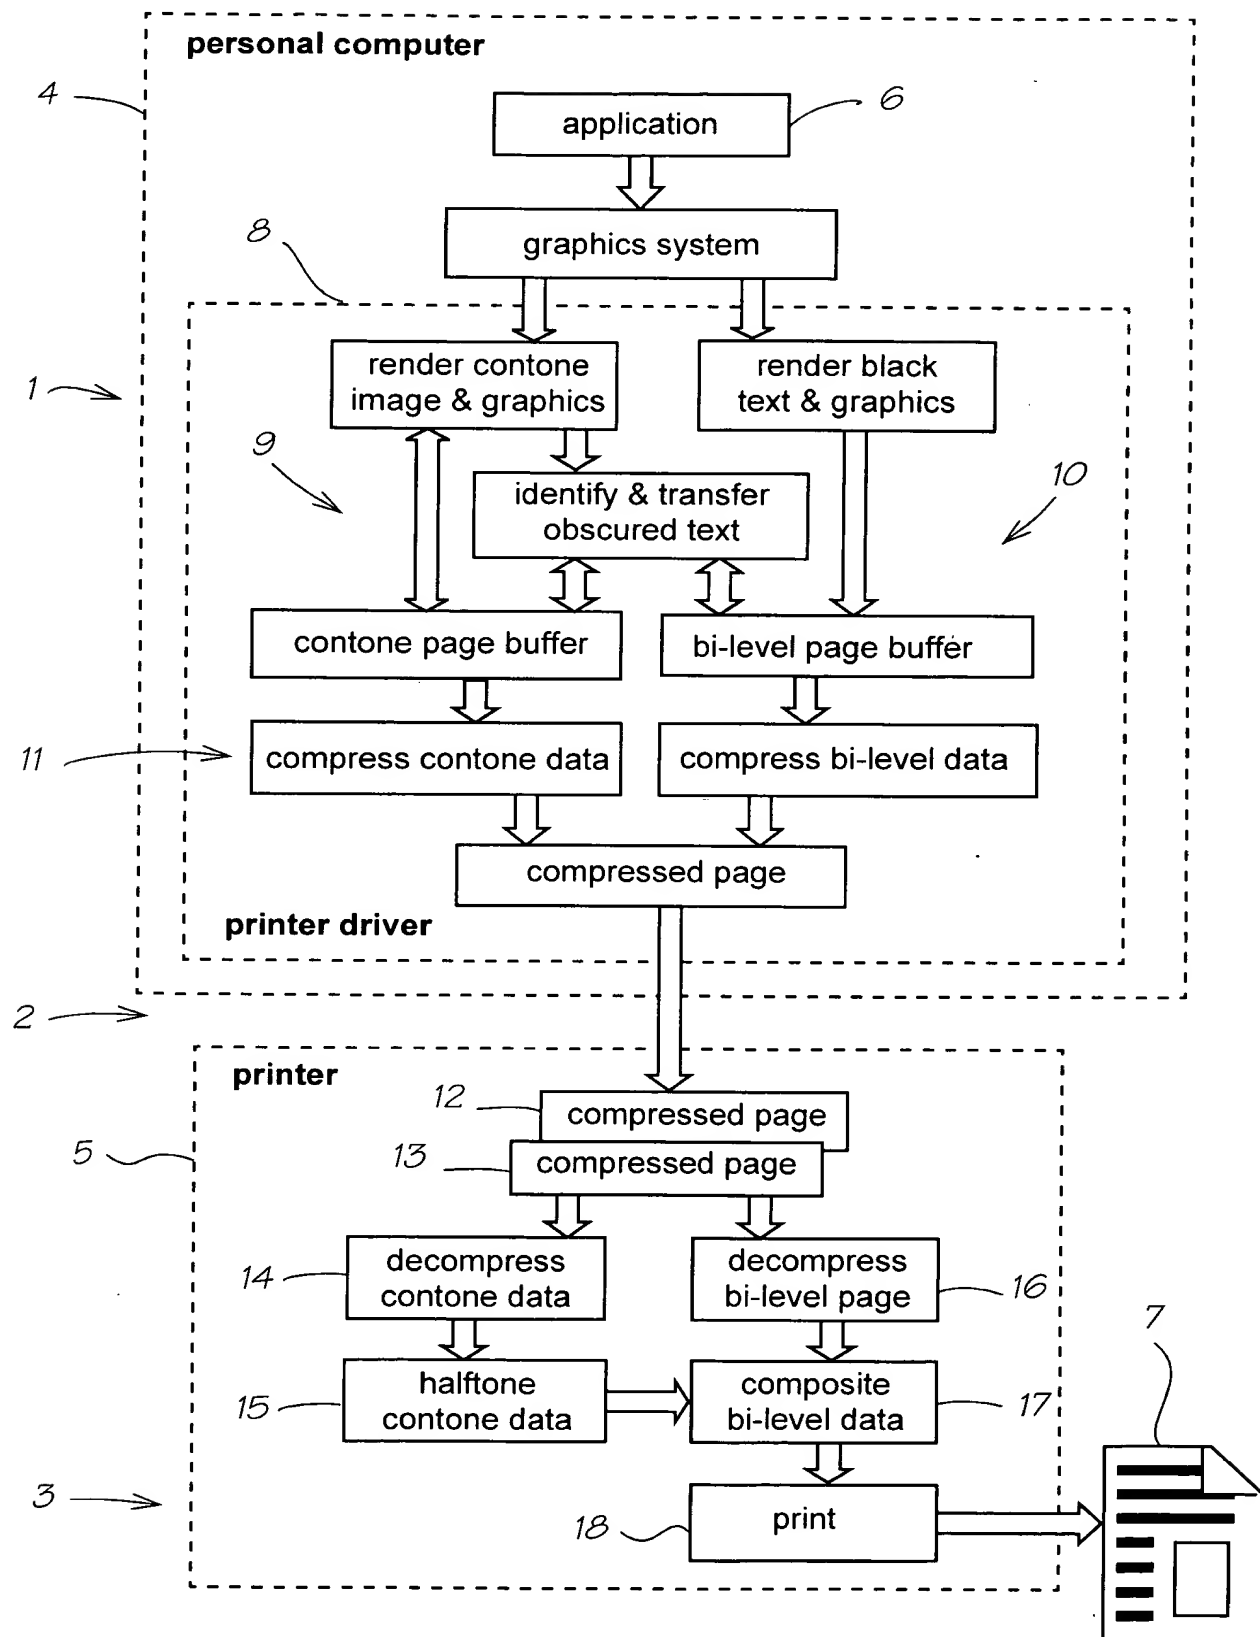 personal computer
4
6
application
8
graphics system
1
render contone
image & graphics
render black
text & graphics
9
10
identify & transfer
obscured text
contone page buffer
bi-level page buffer
11
compress contone data
compress bi-level data
compressed page
printer driver
2
printer
12
compressed page
5
13
compressed page
14
decompress
contone data
decompress
bi-level page
16
7
15
halftone
contone data
composite
bi-level data
17
3
18
print